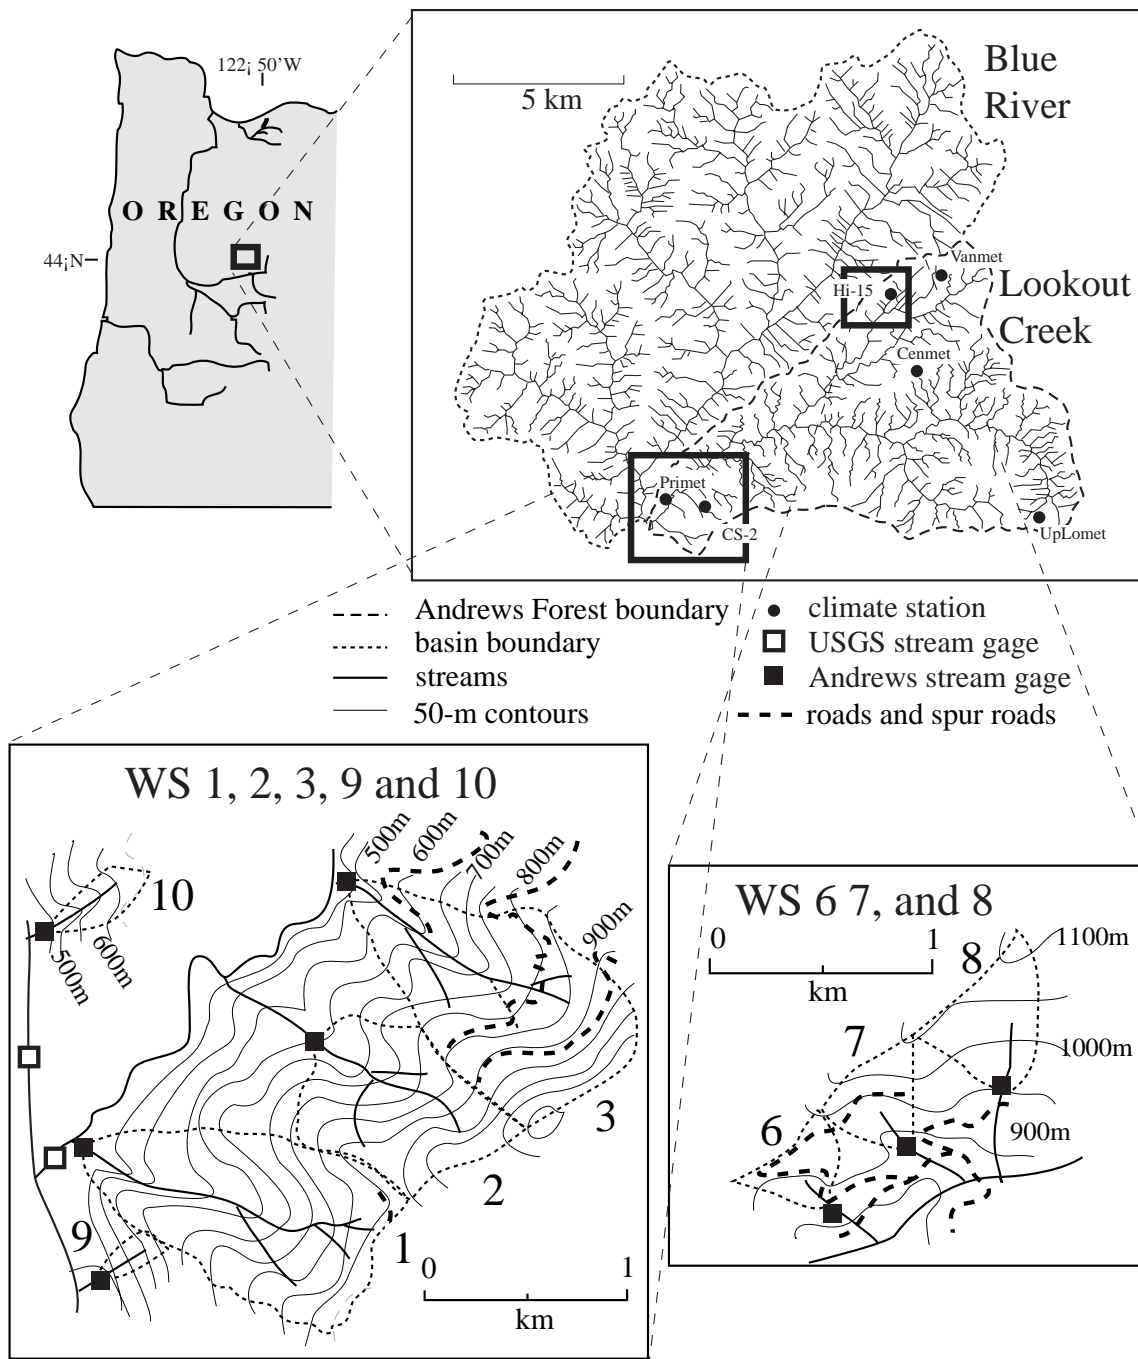 122¡ 50'W
OREGON
44¡N
5 km
Blue
River
Vanmet
Hi-15
Lookout
Creek
Cenmet
Primet
CS-2
UpLomet
Andrews Forest boundary
basin boundary
streams
50-m contours
climate station
USGS stream gage
Andrews stream gage
roads and spur roads
WS 1, 2, 3, 9 and 10
500m
600m
700m
800m
900m
10
500m
600m
3
2
1
9
0 1
km
WS 6 7, and 8
0 1
km
8
1100m
7
1000m
6
900m